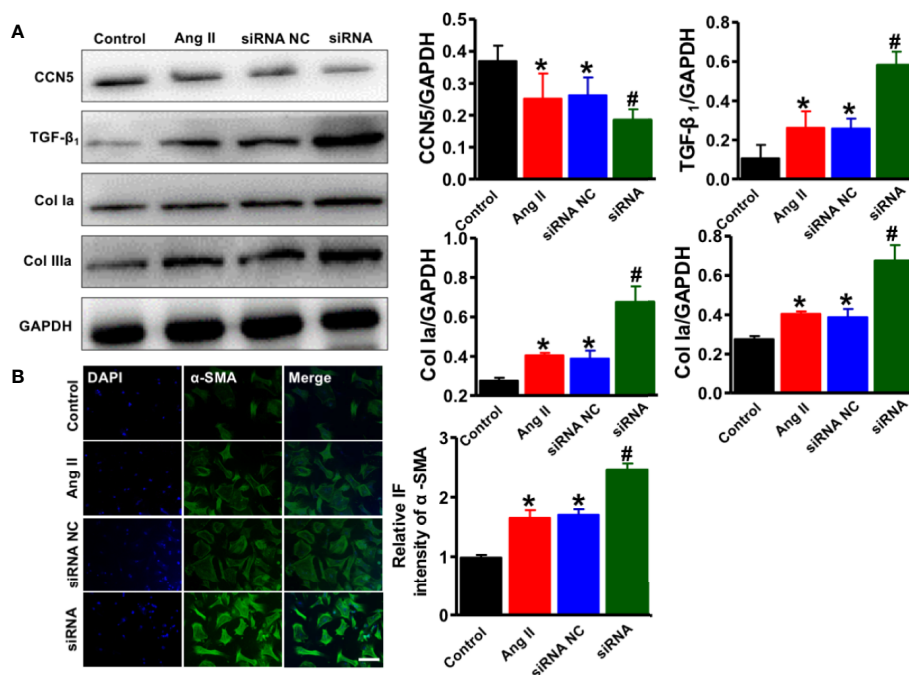 A
Control Ang II siRNA NC siRNA
CCN5
TGF-β1
Col Ia
Col IIIa
GAPDH
CCN5/GAPDH
0.5
0.4
0.3
0.2
0.1
0.0
*
*
#
Control
Ang II
siRNA NC
siRNA
TGF-β 1/GAPDH
0.8
0.6
0.4
0.2
0.0
*
*
#
Control
Ang II
siRNA NC
siRNA
Col Ia/GAPDH
1.0
0.8
0.6
0.4
0.2
*
*
#
Control
Ang II
siRNA NC
siRNA
Col Ia/GAPDH
0.8
0.6
0.4
0.2
0.0
*
*
#
Control
Ang II
siRNA NC
siRNA
B
DAPI α-SMA Merge
Control
Ang II
siRNA NC
siRNA
Relative IF
intensity of α -SMA
3
2
1
0
*
*
#
Control
Ang II
siRNA NC
siRNA